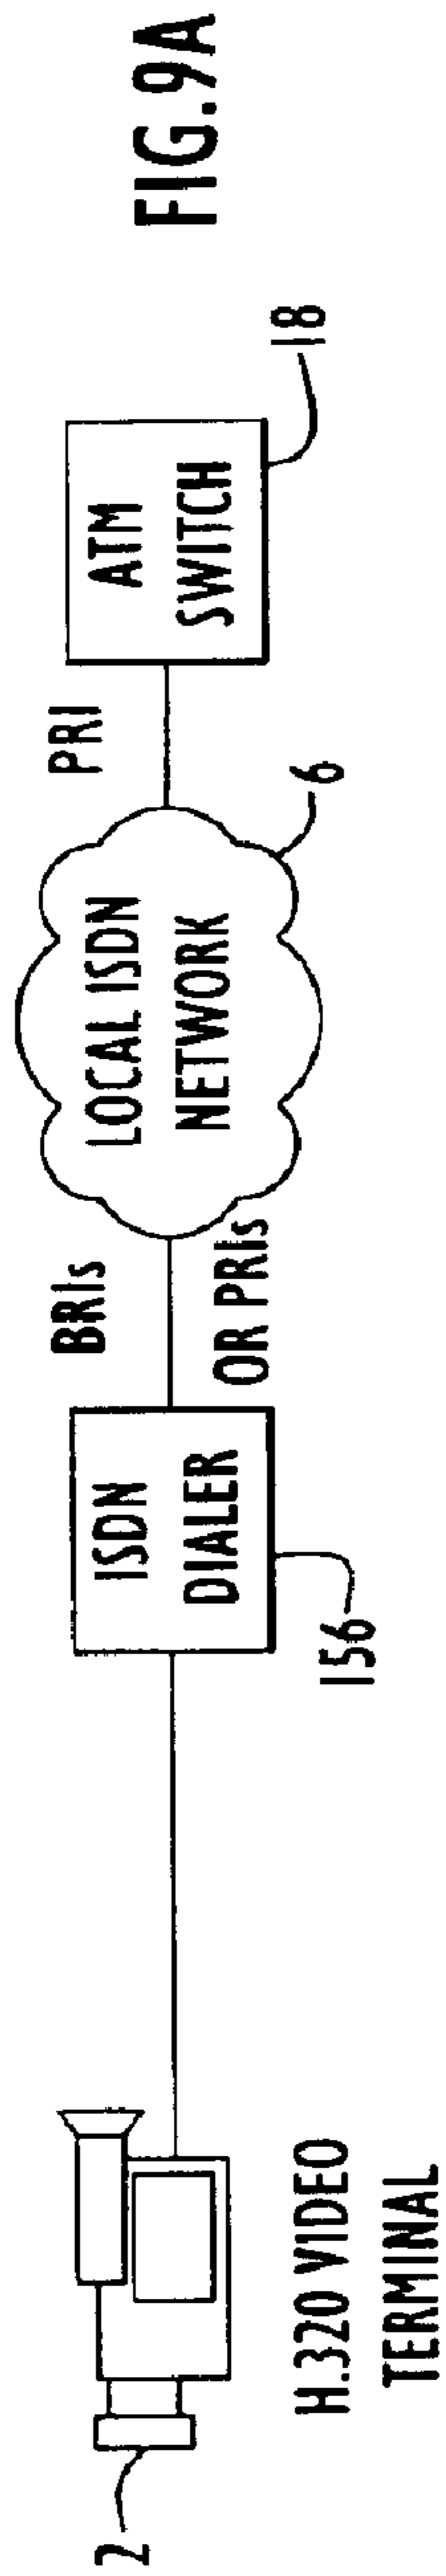 FIG.9A
2
H.320 VIDEO
TERMINAL
ISDN
DIALER
156
BRIs
OR PRIs
LOCAL ISDN
NETWORK
6
PRI
ATM
SWITCH
18